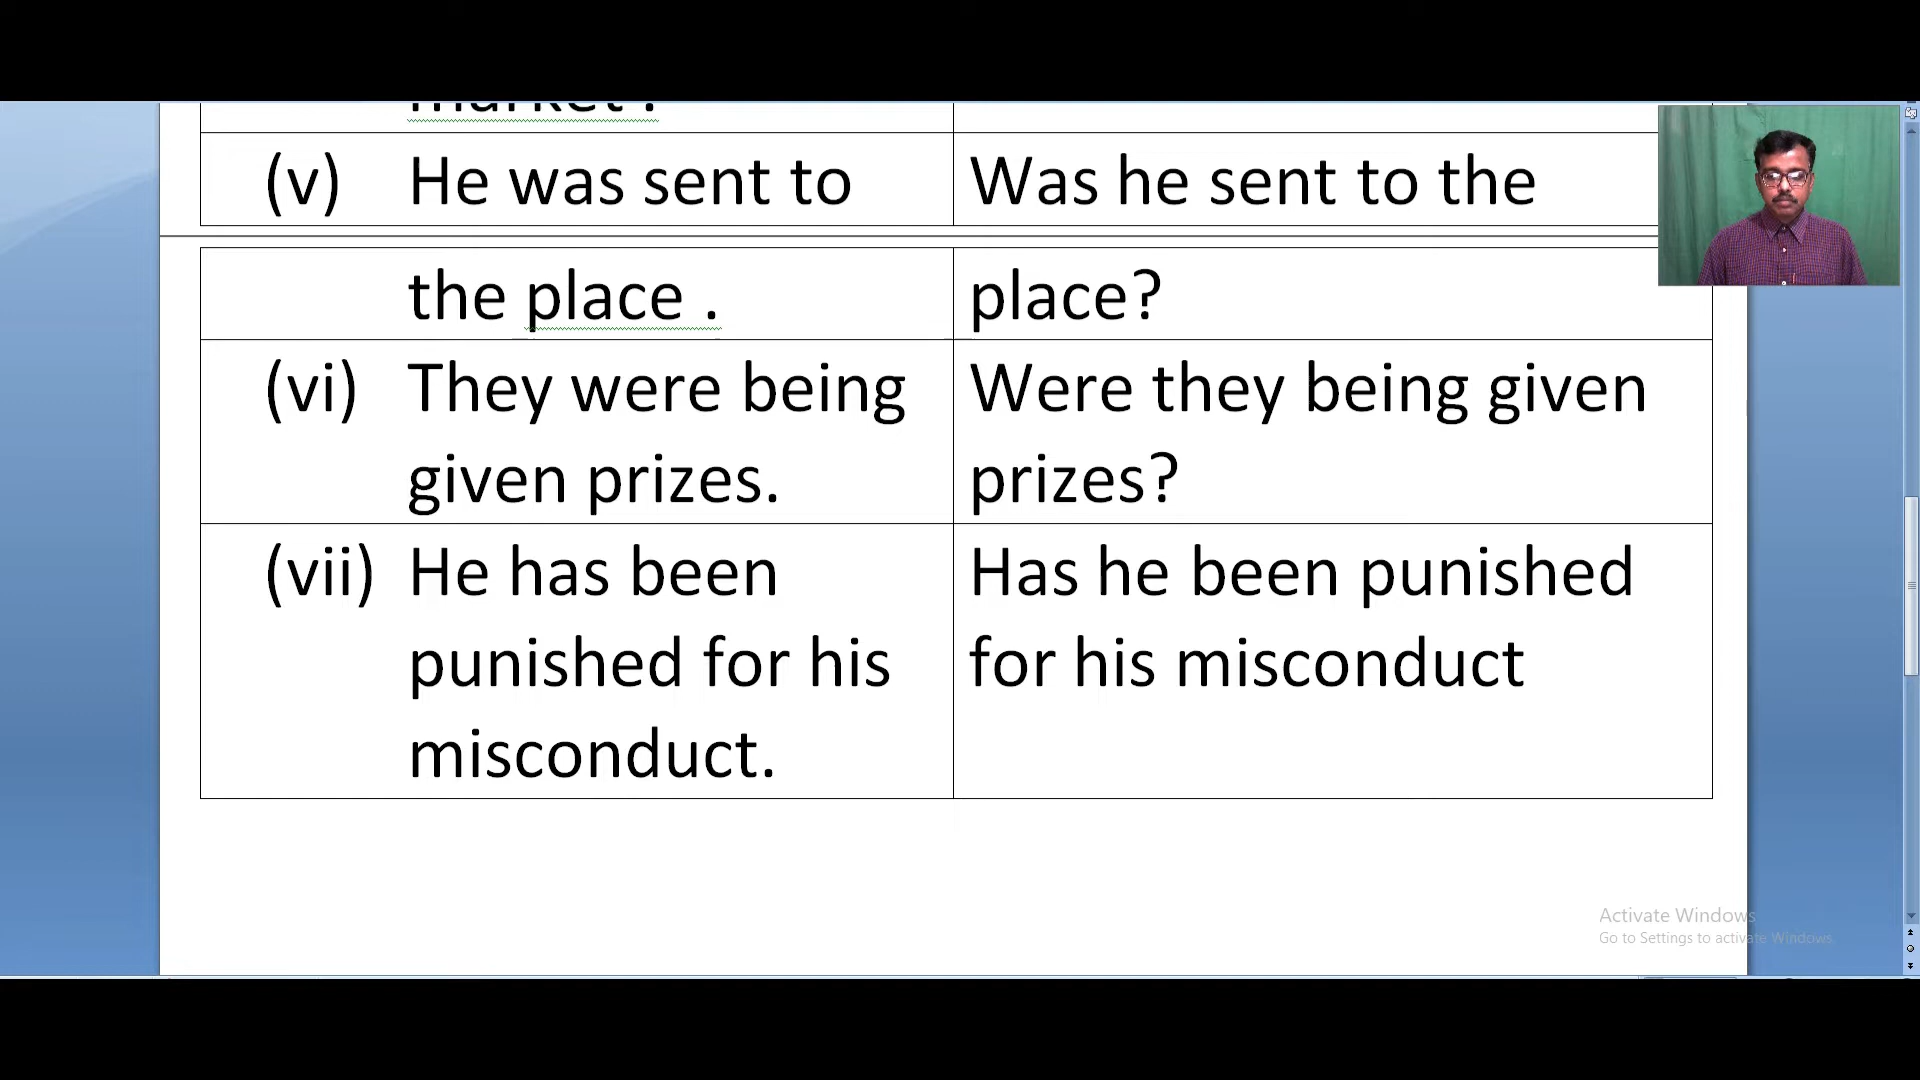 market .
(v) He was sent to
Was he sent to the
the place .
place?
(vi) They were being
given prizes.
Were they being given
prizes?
(vii) He has been
punished for his
misconduct.
Has he been punished
for his misconduct
Activate Windows
Go to Settings to activate Windows.